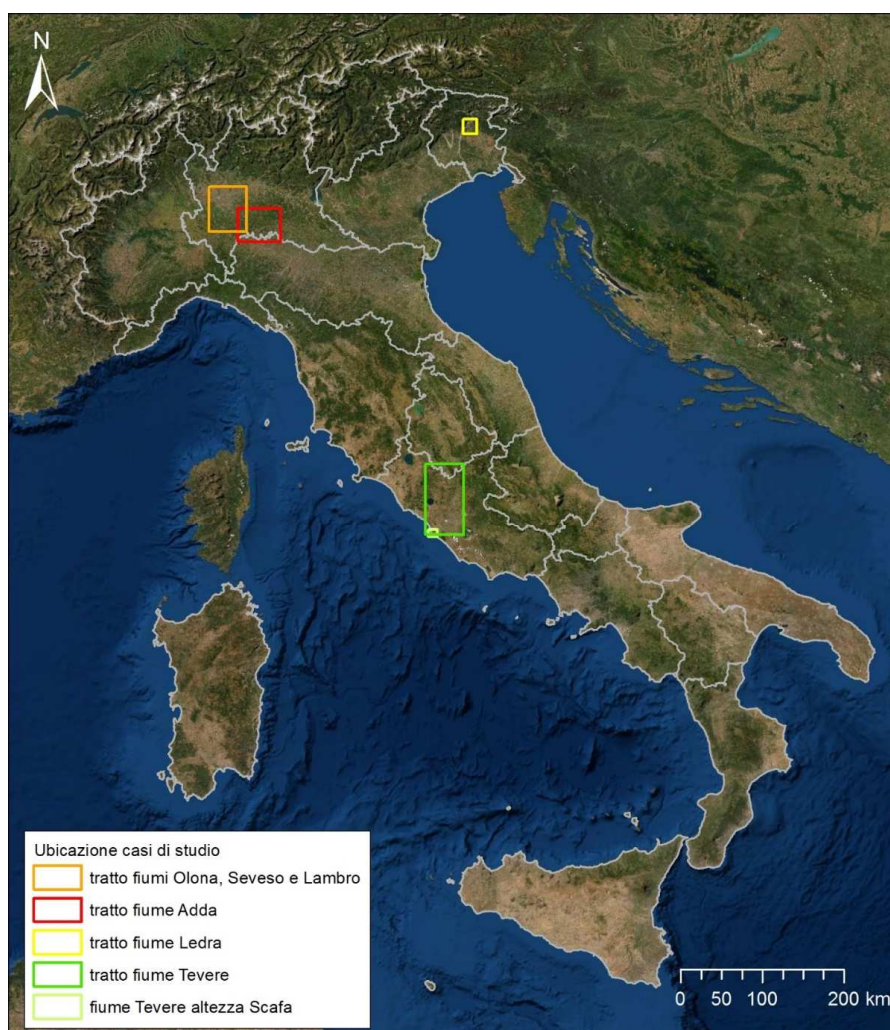 N
Ubicazione casi di studio
tratto fiumi Olona, Seveso e Lambro
tratto fiume Adda
tratto fiume Ledra
tratto fiume Tevere
fiume Tevere altezza Scafa
0 50 100 200 km